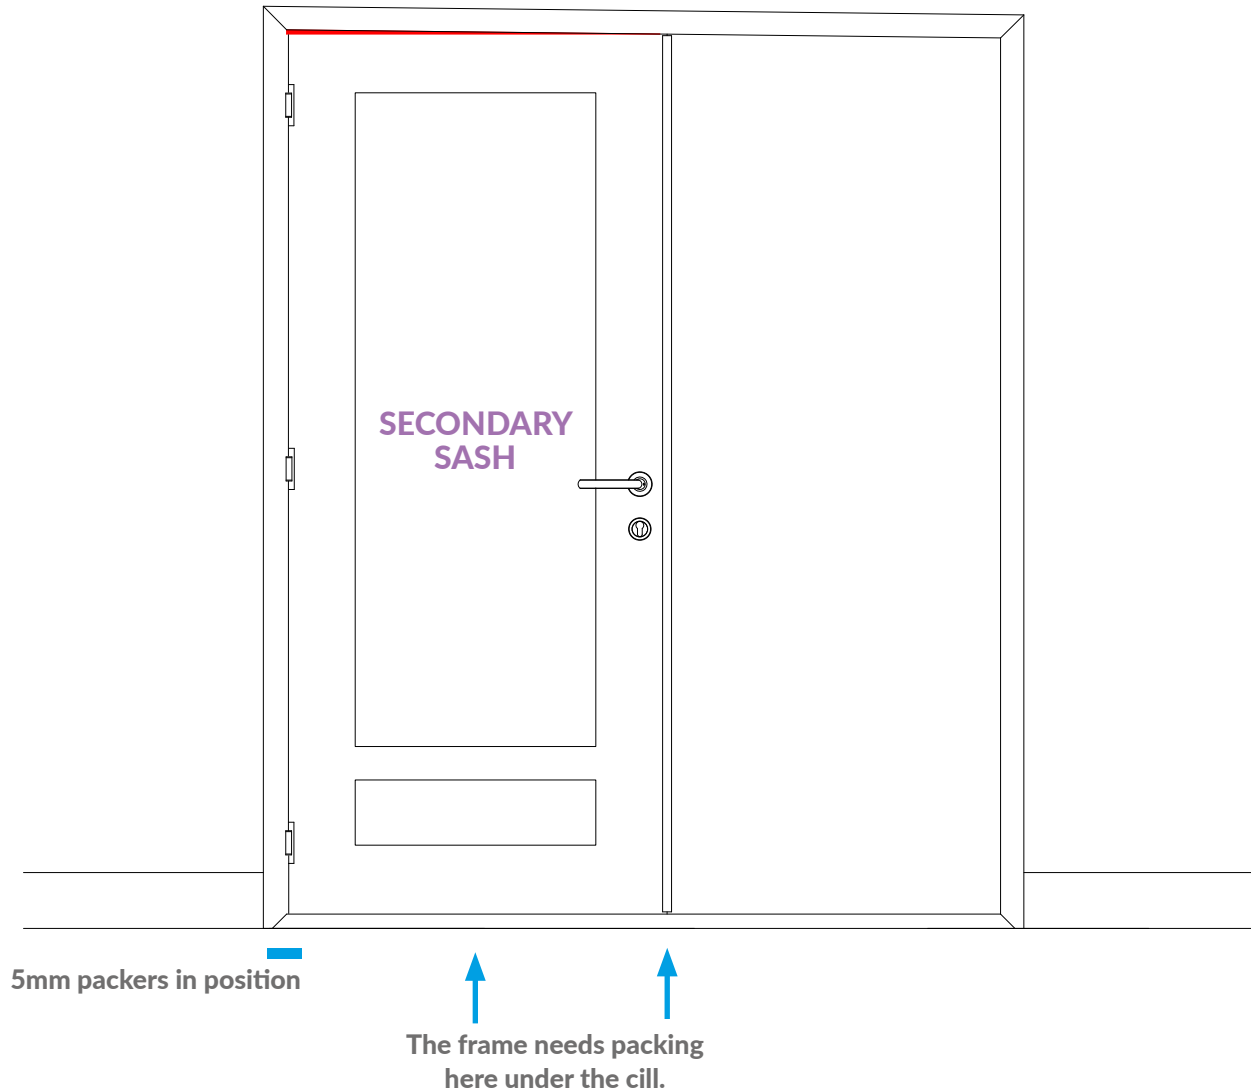 SECONDARY
SASH
5mm packers in position
The frame needs packing
here under the cill.